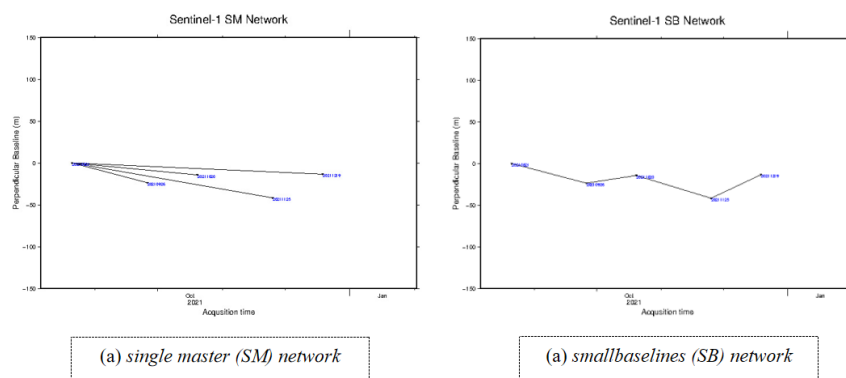 Sentinel-1 SM Network
150
100
50
0
−50
−100
−150
Perpendicular Baseline (m)
Oct
2021
Jan
Acqusition time
(a) single master (SM) network
Sentinel-1 SB Network
150
100
50
0
−50
−100
−150
Perpendicular Baseline (m)
Oct
2021
Jan
Acqusition time
(a) smallbaselines (SB) network